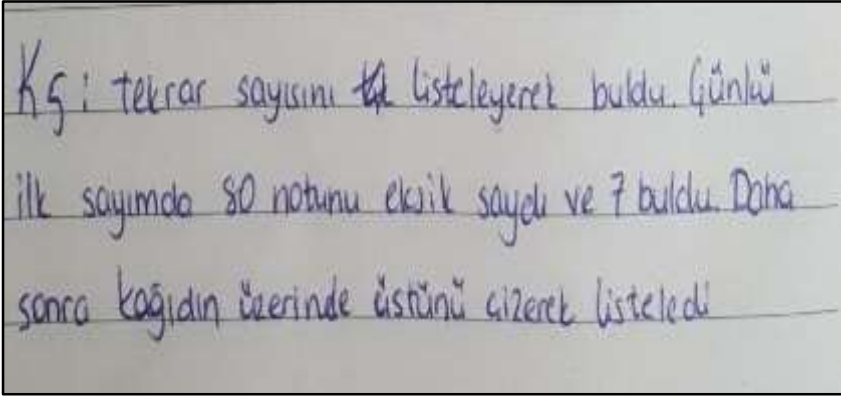 K5: tekrar sayısını listeleyerek buldu. Günkü
ilk sayımda 80 notunu eksik saydı ve 7 buldu. Daha
sonra kağıdın üzerinde üstünü çizerek listeledi